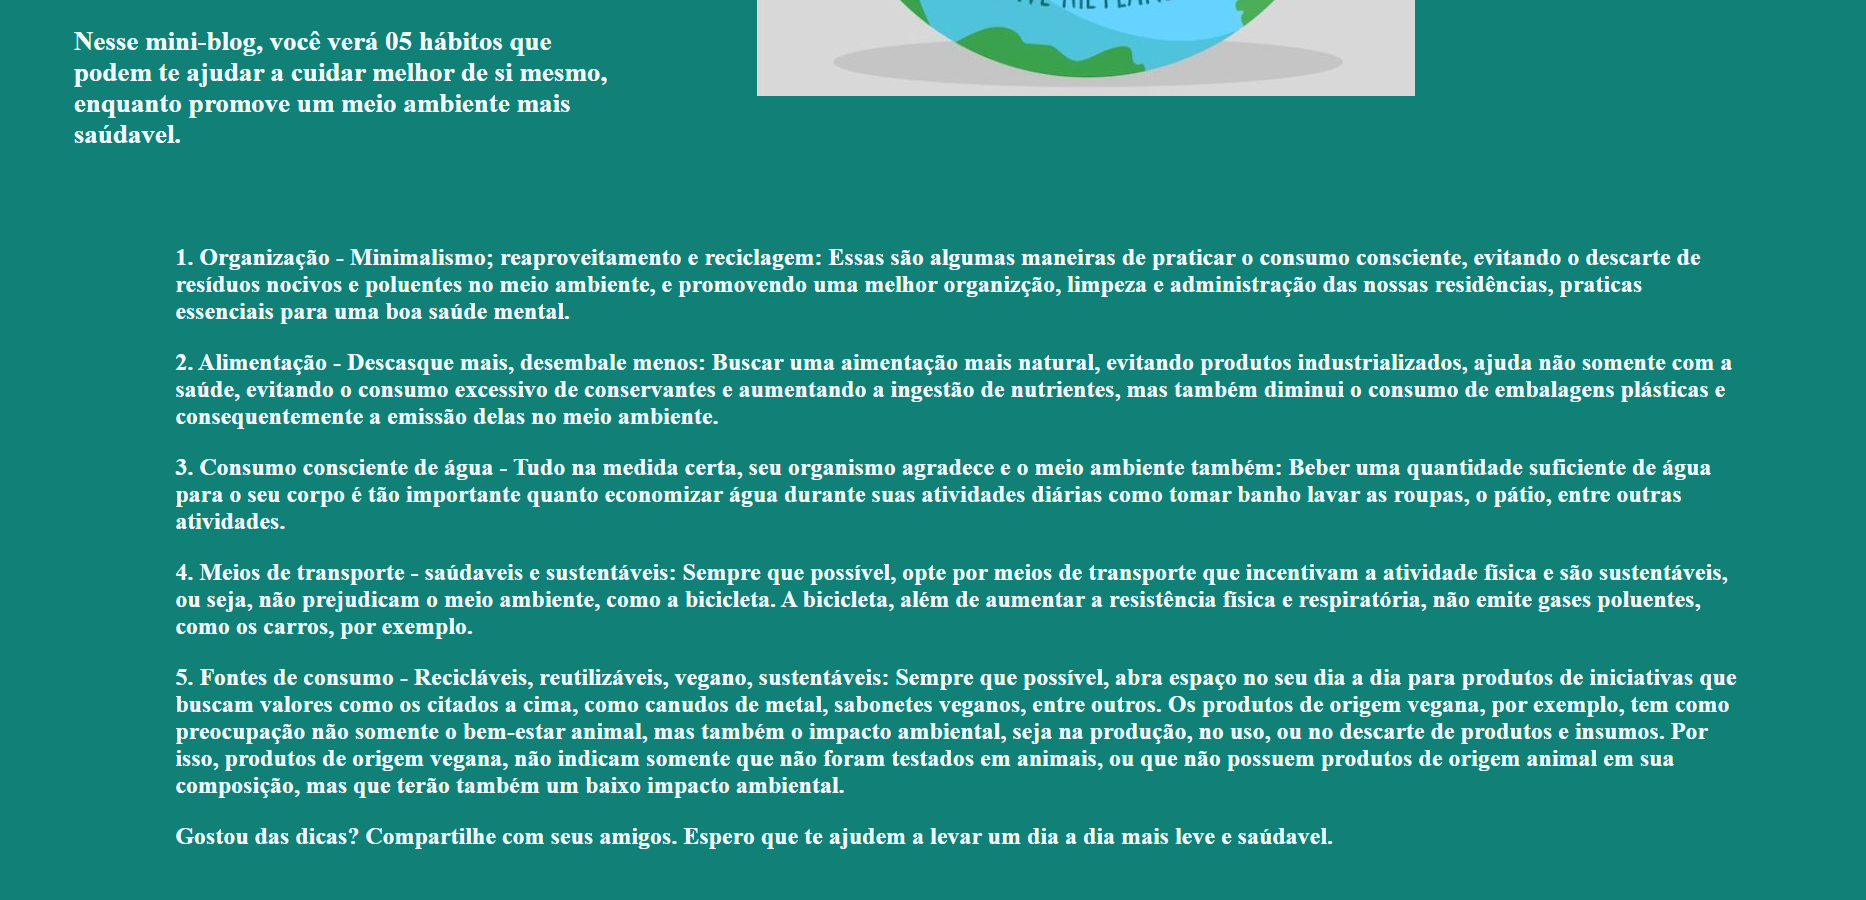 Nesse mini-blog, você verá 05 hábitos que
podem te ajudar a cuidar melhor de si mesmo,
enquanto promove um meio ambiente mais
saúdavel.
1. Organização - Minimalismo; reaproveitamento e reciclagem: Essas são algumas maneiras de praticar o consumo consciente, evitando o descarte de
resíduos nocivos e poluentes no meio ambiente, e promovendo uma melhor organizção, limpeza e administração das nossas residências, praticas
essenciais para uma boa saúde mental.
2. Alimentação - Descasque mais, desembale menos: Buscar uma aimentação mais natural, evitando produtos industrializados, ajuda não somente com a
saúde, evitando o consumo excessivo de conservantes e aumentando a ingestão de nutrientes, mas também diminui o consumo de embalagens plásticas e
consequentemente a emissão delas no meio ambiente.
3. Consumo consciente de água - Tudo na medida certa, seu organismo agradece e o meio ambiente também: Beber uma quantidade suficiente de água
para o seu corpo é tão importante quanto economizar água durante suas atividades diárias como tomar banho lavar as roupas, o pátio, entre outras
atividades.
4. Meios de transporte - saúdaveis e sustentáveis: Sempre que possível, opte por meios de transporte que incentivam a atividade física e são sustentáveis,
ou seja, não prejudicam o meio ambiente, como a bicicleta. A bicicleta, além de aumentar a resistência física e respiratória, não emite gases poluentes,
como os carros, por exemplo.
5. Fontes de consumo - Recicláveis, reutilizáveis, vegano, sustentáveis: Sempre que possível, abra espaço no seu dia a dia para produtos de iniciativas que
buscam valores como os citados a cima, como canudos de metal, sabonetes veganos, entre outros. Os produtos de origem vegana, por exemplo, tem como
preocupação não somente o bem-estar animal, mas também o impacto ambiental, seja na produção, no uso, ou no descarte de produtos e insumos. Por
isso, produtos de origem vegana, não indicam somente que não foram testados em animais, ou que não possuem produtos de origem animal em sua
composição, mas que terão também um baixo impacto ambiental.
Gostou das dicas? Compartilhe com seus amigos. Espero que te ajudem a levar um dia a dia mais leve e saúdavel.